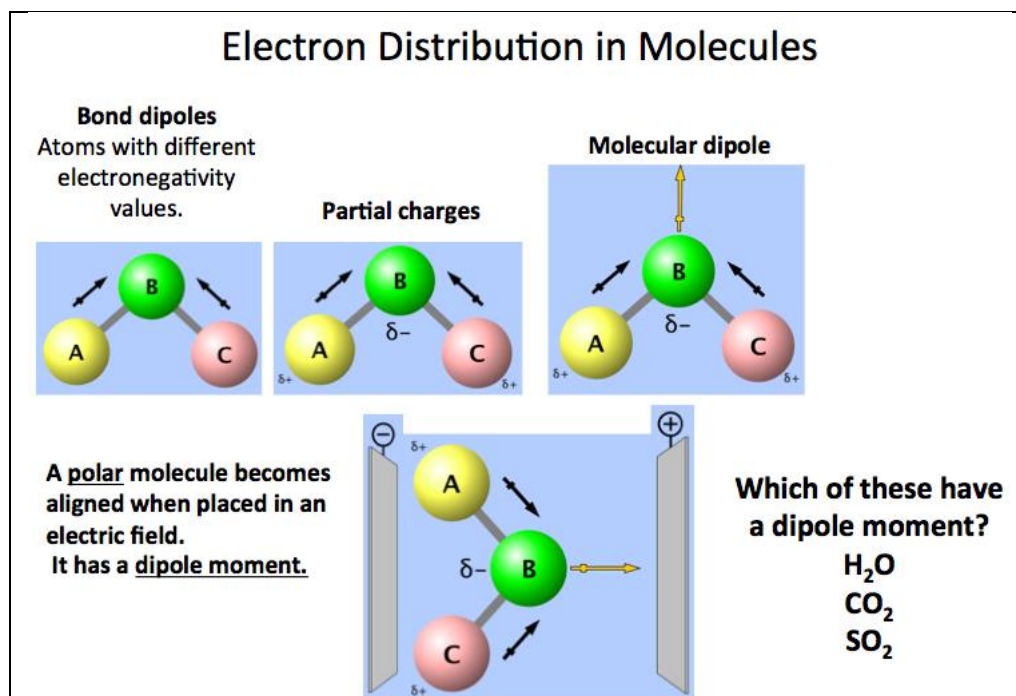 Electron Distribution in Molecules
Bond dipoles
Atoms with different
electronegativity
values.
A
B
C
Partial charges
A
B
C
δ+
δ−
δ+
Molecular dipole
A
B
C
δ+
δ−
δ+
A polar molecule becomes
aligned when placed in an
electric field.
It has a dipole moment.
−
+
δ+
A
δ−
B
C
δ+
Which of these have
a dipole moment?
H₂O
CO₂
SO₂